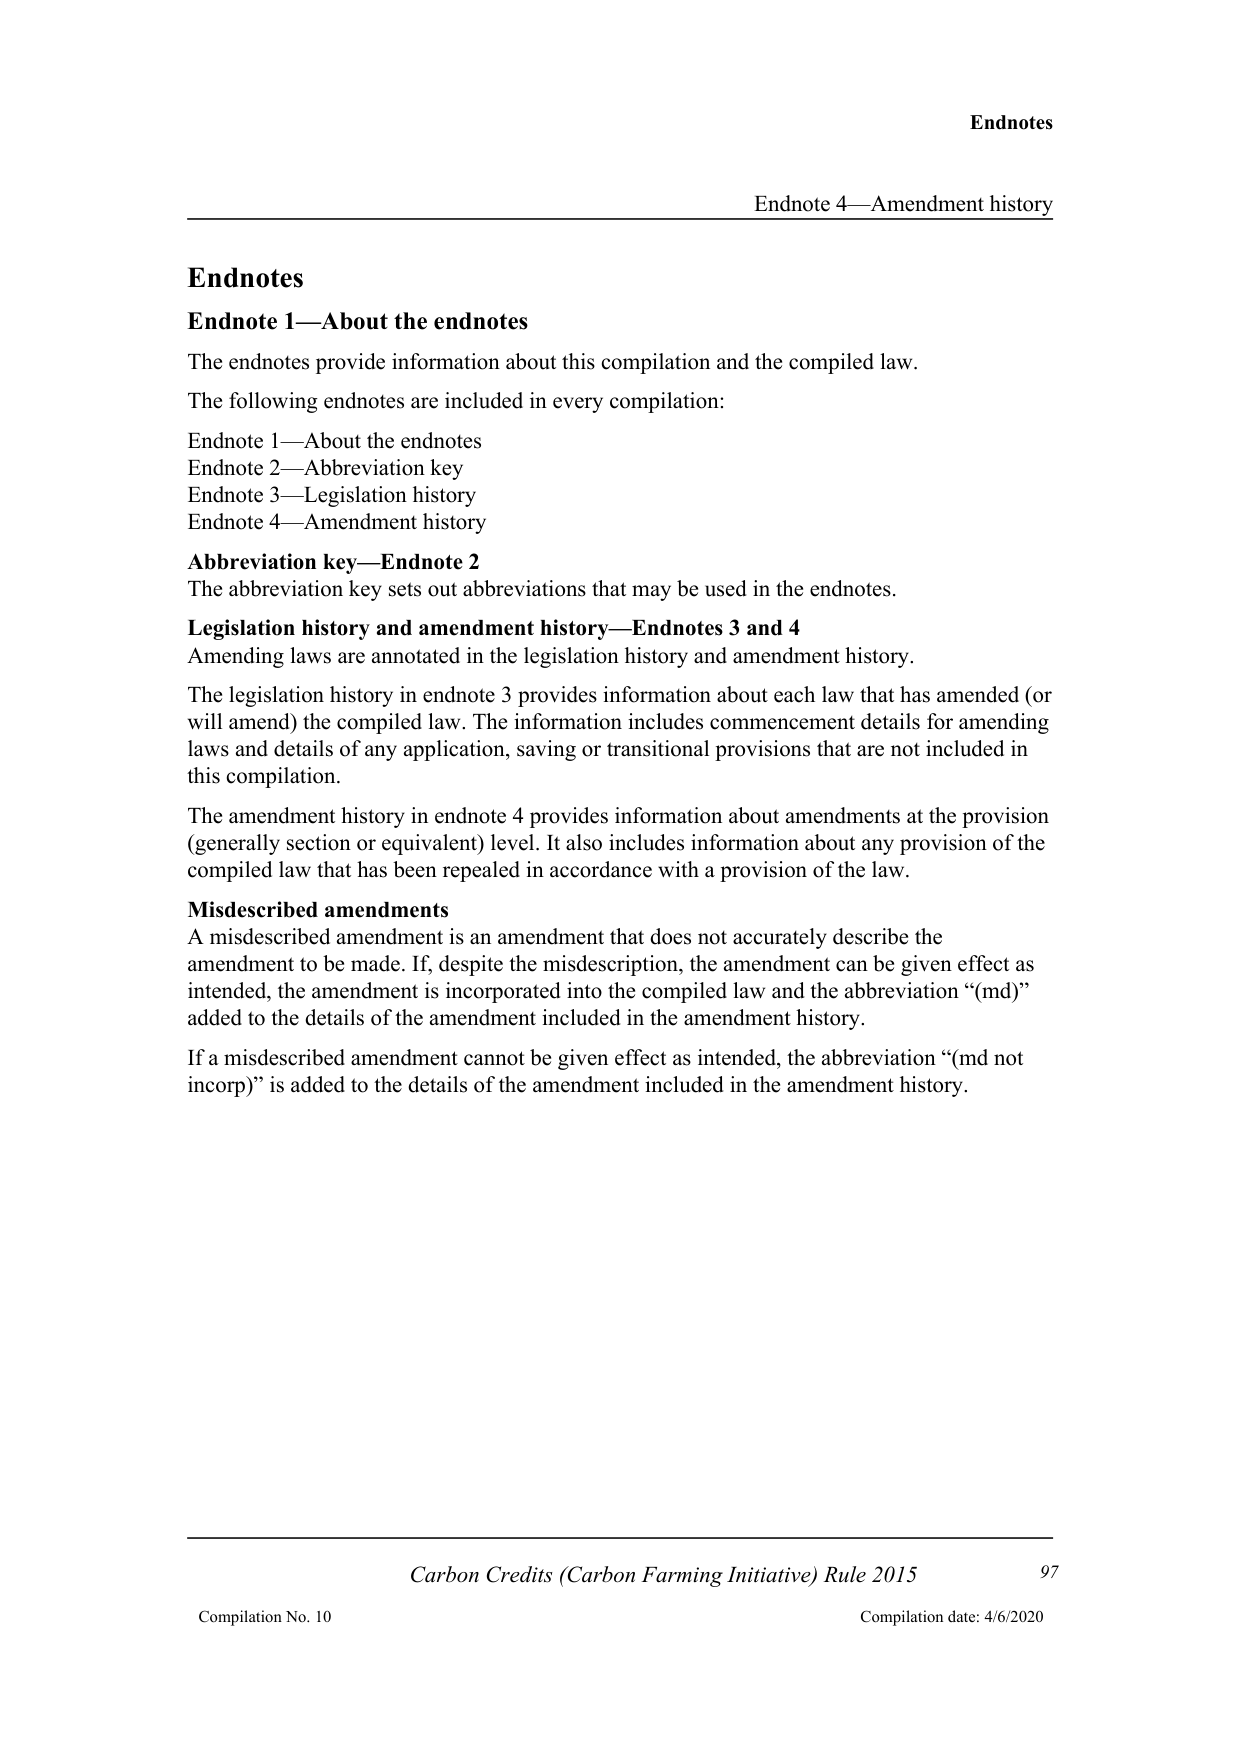 Endnotes
Endnote 4—Amendment history
Endnotes
Endnote 1—About the endnotes
The endnotes provide information about this compilation and the compiled law.
The following endnotes are included in every compilation:
Endnote 1—About the endnotes
Endnote 2—Abbreviation key
Endnote 3—Legislation history
Endnote 4—Amendment history
Abbreviation key—Endnote 2
The abbreviation key sets out abbreviations that may be used in the endnotes.
Legislation history and amendment history—Endnotes 3 and 4
Amending laws are annotated in the legislation history and amendment history.
The legislation history in endnote 3 provides information about each law that has amended (or
will amend) the compiled law. The information includes commencement details for amending
laws and details of any application, saving or transitional provisions that are not included in
this compilation.
The amendment history in endnote 4 provides information about amendments at the provision
(generally section or equivalent) level. It also includes information about any provision of the
compiled law that has been repealed in accordance with a provision of the law.
Misdescribed amendments
A misdescribed amendment is an amendment that does not accurately describe the
amendment to be made. If, despite the misdescription, the amendment can be given effect as
intended, the amendment is incorporated into the compiled law and the abbreviation “(md)”
added to the details of the amendment included in the amendment history.
If a misdescribed amendment cannot be given effect as intended, the abbreviation “(md not
incorp)” is added to the details of the amendment included in the amendment history.
Carbon Credits (Carbon Farming Initiative) Rule 2015 97
Compilation No. 10 Compilation date: 4/6/2020